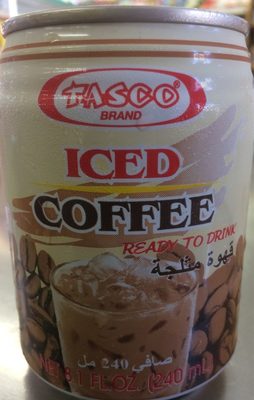 TASCO
BRAND
ICED
COFFEE
READY TO DRINK
قهوة مثلجة
صافي 240 مل
NET 8.1 FL.OZ. (240 mL)